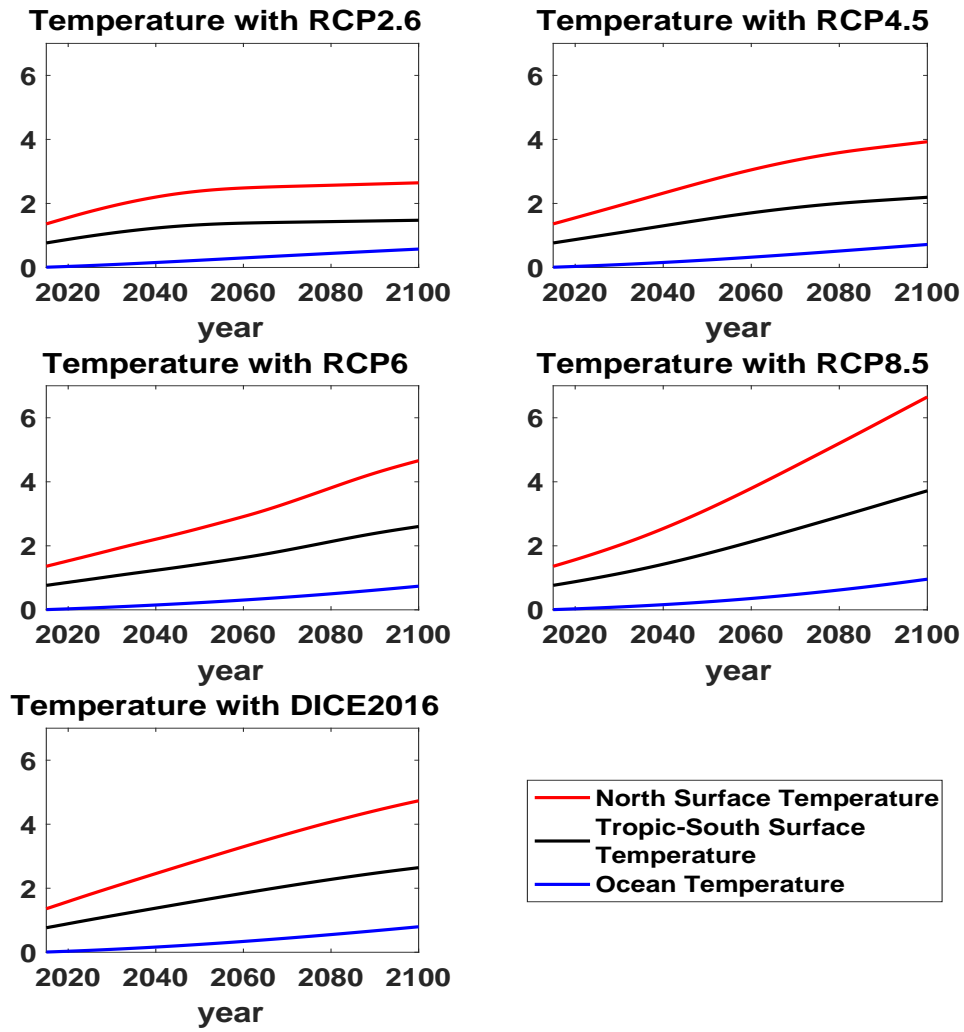 Temperature with RCP2.6
6
4
2
0
2020 2040 2060 2080 2100
year
Temperature with RCP4.5
6
4
2
0
2020 2040 2060 2080 2100
year
Temperature with RCP6
6
4
2
0
2020 2040 2060 2080 2100
year
Temperature with RCP8.5
6
4
2
0
2020 2040 2060 2080 2100
year
Temperature with DICE2016
6
4
2
0
2020 2040 2060 2080 2100
year
North Surface Temperature
Tropic-South Surface
Temperature
Ocean Temperature